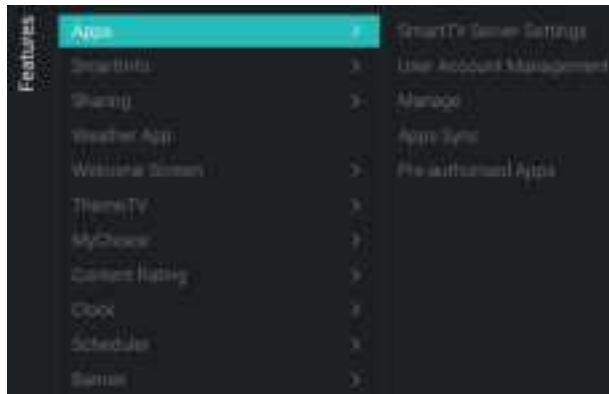 Features
Apps
SmartInfo
Sharing
Weather App
Welcome Screen
ThemeTV
MyChoice
Content Rating
Clock
Scheduler
Banner
SmartTV Server Settings
User Account Management
Manage
Apps Sync
Pre-authorised Apps